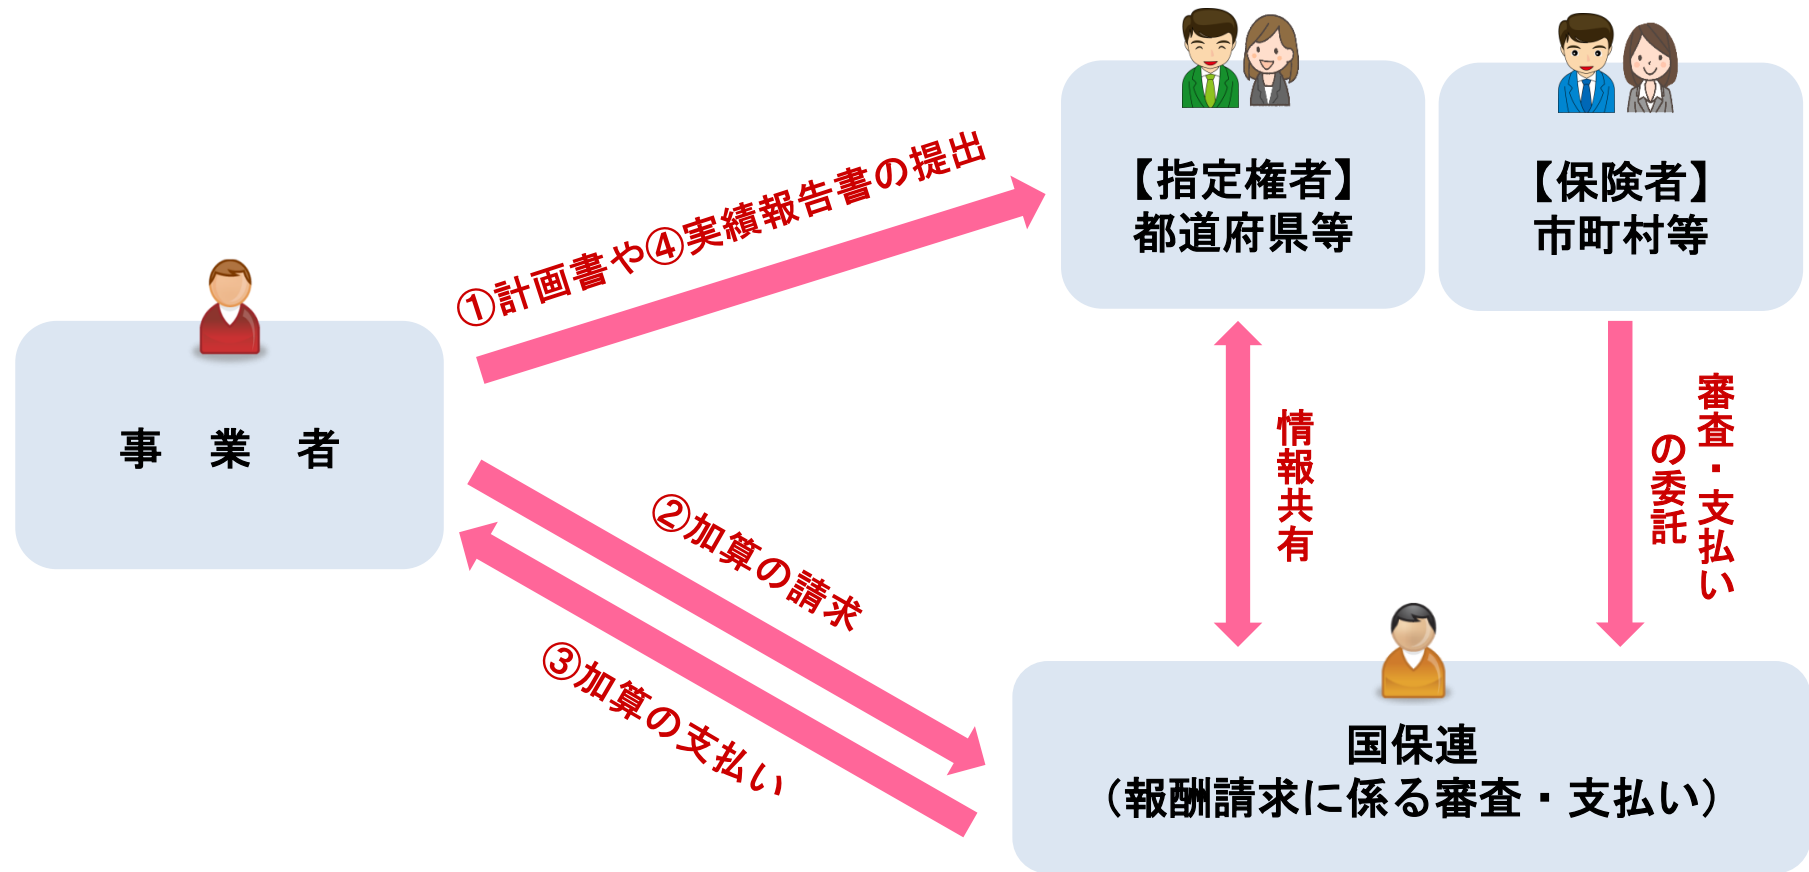 【指定権者】
都道府県等
【保険者】
市町村等
①計画書や④実績報告書の提出
事　業　者
情報共有
審査・支払い
の委託
②加算の請求
③加算の支払い
国保連
（報酬請求に係る審査・支払い）